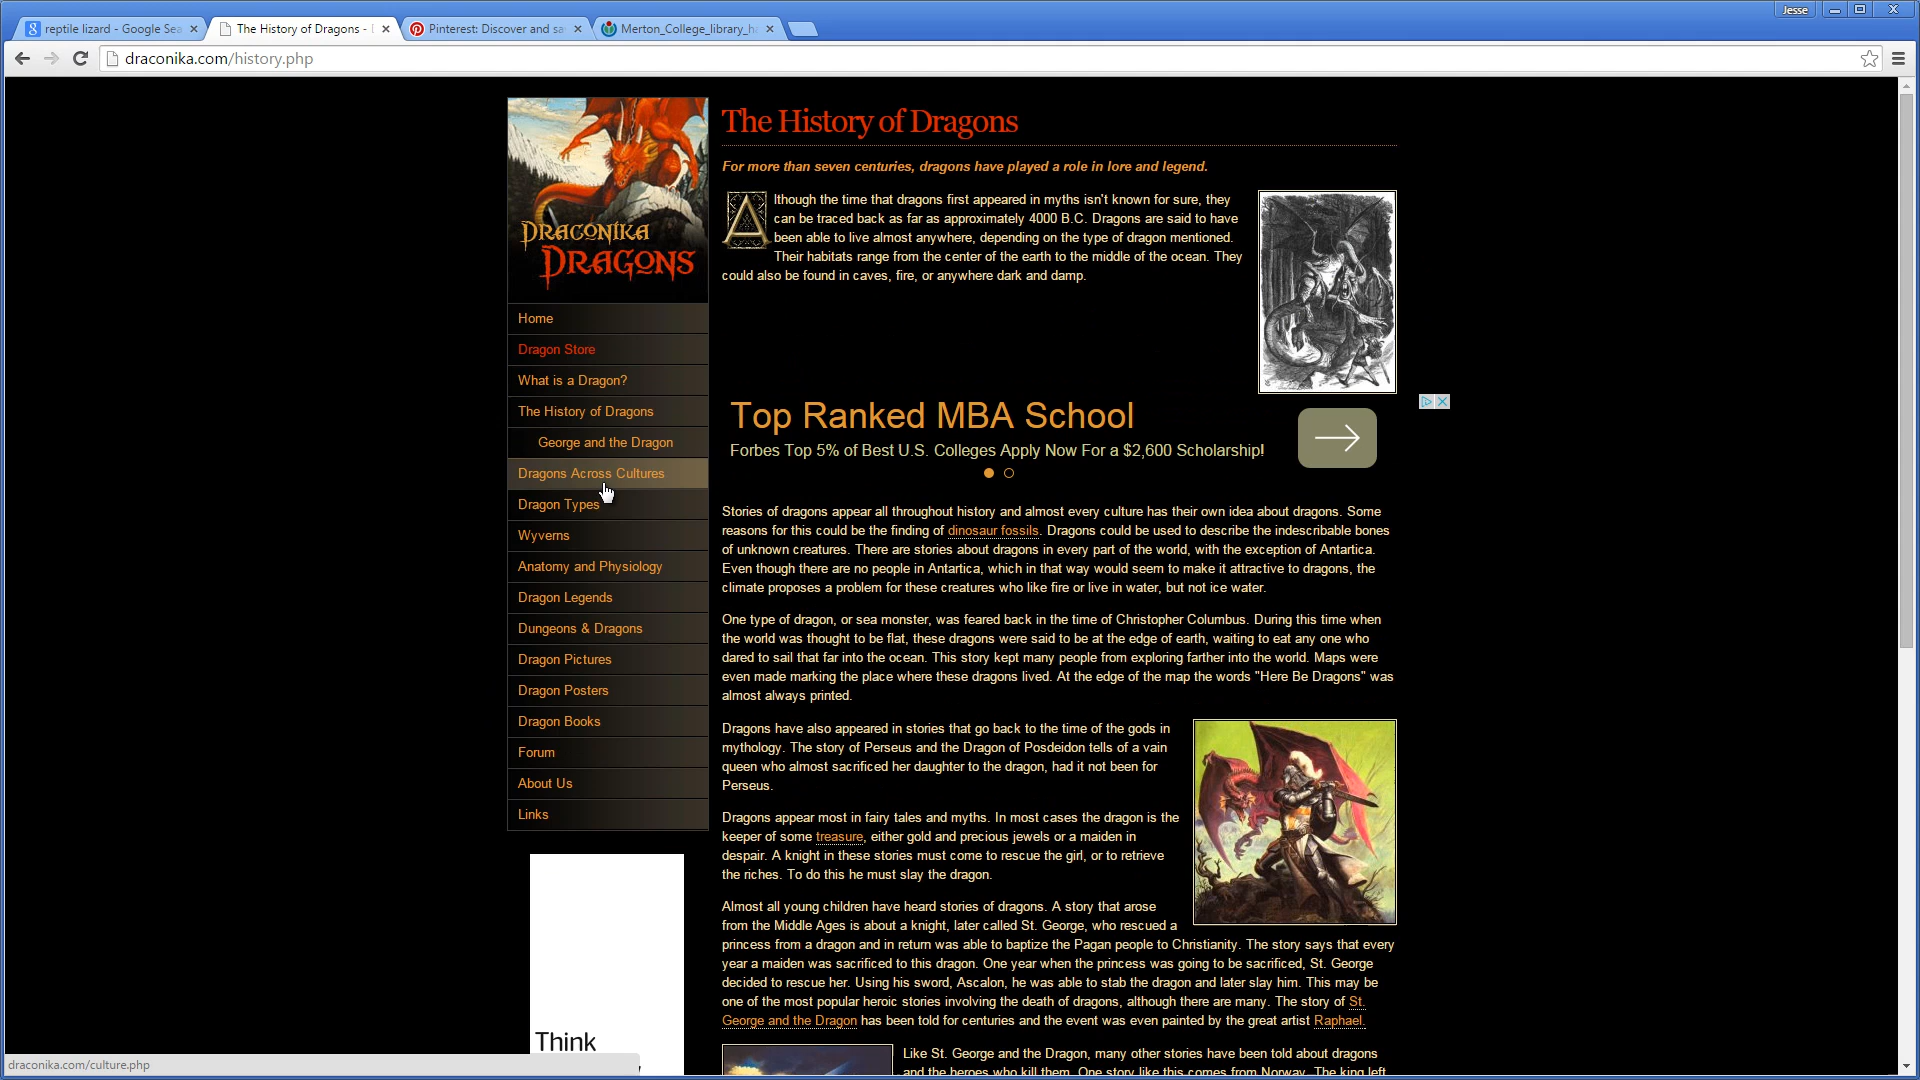 Jesse
reptile lizard - Google Sea
The History of Dragons -
Pinterest: Discover and sa
Merton_College_library_ha
draconika.com/history.php
DRACONIKA
DRAGONS
Home
Dragon Store
What is a Dragon?
The History of Dragons
George and the Dragon
Dragons Across Cultures
Dragon Types
Wyverns
Anatomy and Physiology
Dragon Legends
Dungeons & Dragons
Dragon Pictures
Dragon Posters
Dragon Books
Forum
About Us
Links
Think
The History of Dragons
For more than seven centuries, dragons have played a role in lore and legend.
Although the time that dragons first appeared in myths isn't known for sure, they
can be traced back as far as approximately 4000 B.C. Dragons are said to have
been able to live almost anywhere, depending on the type of dragon mentioned.
Their habitats range from the center of the earth to the middle of the ocean. They
could also be found in caves, fire, or anywhere dark and damp.
Top Ranked MBA School
Forbes Top 5% of Best U.S. Colleges Apply Now For a $2,600 Scholarship!
Stories of dragons appear all throughout history and almost every culture has their own idea about dragons. Some
reasons for this could be the finding of dinosaur fossils. Dragons could be used to describe the indescribable bones
of unknown creatures. There are stories about dragons in every part of the world, with the exception of Antartica.
Even though there are no people in Antartica, which in that way would seem to make it attractive to dragons, the
climate proposes a problem for these creatures who like fire or live in water, but not ice water.
One type of dragon, or sea monster, was feared back in the time of Christopher Columbus. During this time when
the world was thought to be flat, these dragons were said to be at the edge of earth, waiting to eat any one who
dared to sail that far into the ocean. This story kept many people from exploring farther into the world. Maps were
even made marking the place where these dragons lived. At the edge of the map the words "Here Be Dragons" was
almost always printed.
Dragons have also appeared in stories that go back to the time of the gods in
mythology. The story of Perseus and the Dragon of Posdeidon tells of a vain
queen who almost sacrificed her daughter to the dragon, had it not been for
Perseus.
Dragons appear most in fairy tales and myths. In most cases the dragon is the
keeper of some treasure, either gold and precious jewels or a maiden in
despair. A knight in these stories must come to rescue the girl, or to retrieve
the riches. To do this he must slay the dragon.
Almost all young children have heard stories of dragons. A story that arose
from the Middle Ages is about a knight, later called St. George, who rescued a
princess from a dragon and in return was able to baptize the Pagan people to Christianity. The story says that every
year a maiden was sacrificed to this dragon. One year when the princess was going to be sacrificed, St. George
decided to rescue her. Using his sword, Ascalon, he was able to stab the dragon and later slay him. This may be
one of the most popular heroic stories involving the death of dragons, although there are many. The story of St.
George and the Dragon has been told for centuries and the event was even painted by the great artist Raphael.
Like St. George and the Dragon, many other stories have been told about dragons
and the heroes who kill them. One story like this comes from Norway. The king left
draconika.com/culture.php